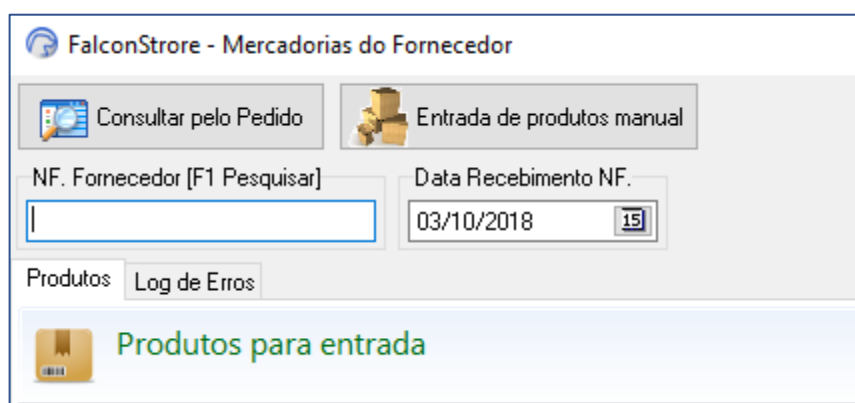 FalconStrore - Mercadorias do Fornecedor
Consultar pelo Pedido Entrada de produtos manual
NF. Fornecedor [F1 Pesquisar] Data Recebimento NF.
03/10/2018 15
Produtos Log de Erros
Produtos para entrada